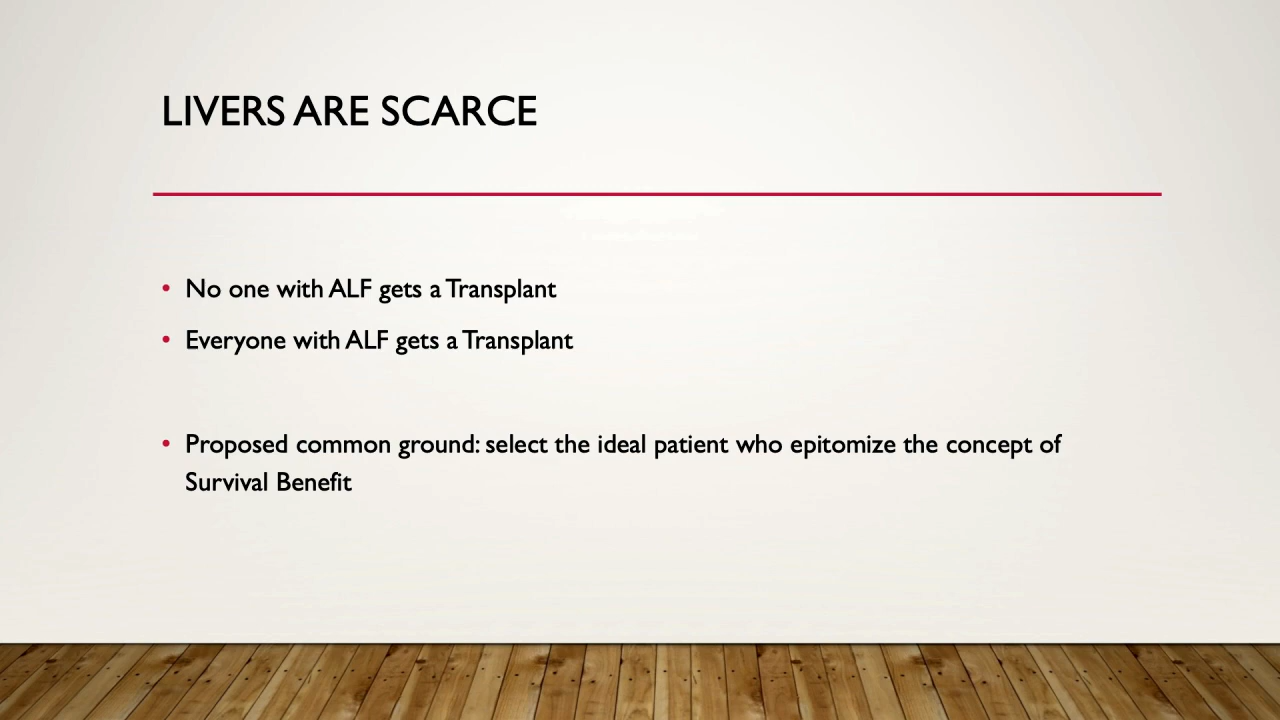 LIVERS ARE SCARCE
• No one with ALF gets a Transplant
• Everyone with ALF gets a Transplant
• Proposed common ground: select the ideal patient who epitomize the concept of
Survival Benefit